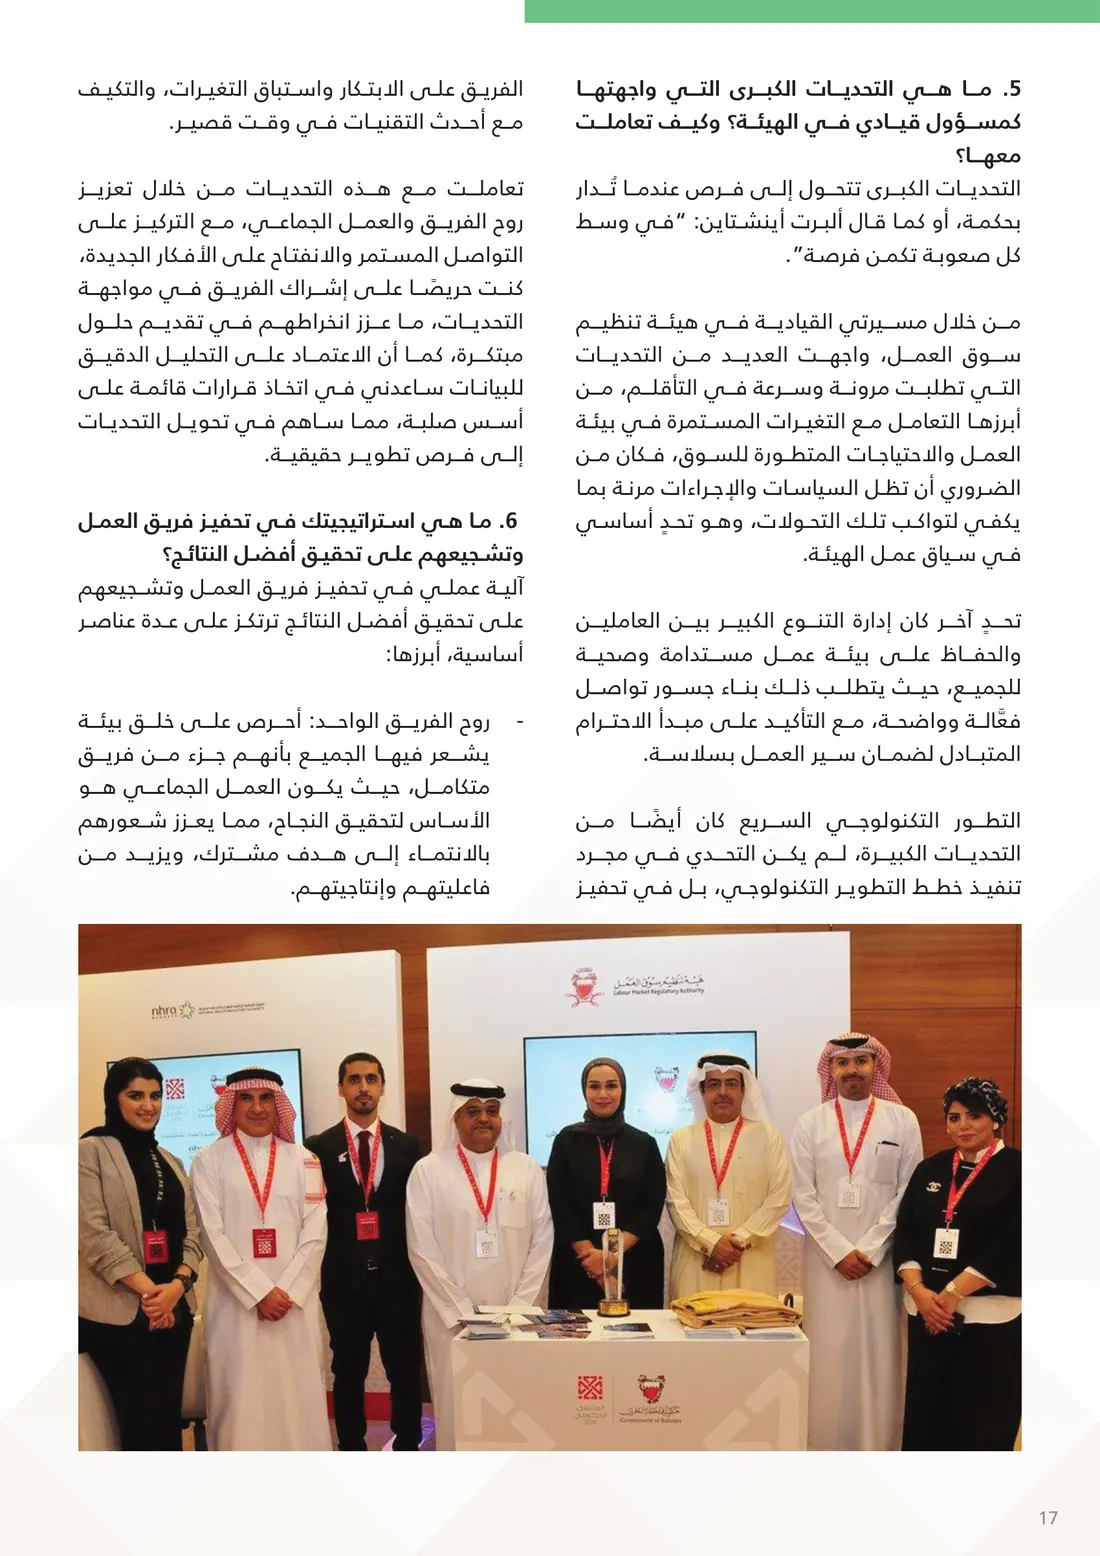 5. ما هي التحديات الكبرى التي واجهتها
كمسؤول قيادي في الهيئة؟ وكيف تعاملت
معها؟
التحديات الكبرى تتحول إلى فرص عندما تُدار
بحكمة، أو كما قال ألبرت أينشتاين: “في وسط
كل صعوبة تكمن فرصة”.
من خلال مسيرتي القيادية في هيئة تنظيم
سوق العمل، واجهت العديد من التحديات
التي تطلبت مرونة وسرعة في التأقلم، من
أبرزها التعامل مع التغيرات المستمرة في بيئة
العمل والاحتياجات المتطورة للسوق، فكان من
الضروري أن تظل السياسات والإجراءات مرنة بما
يكفي لتواكب تلك التحولات، وهو تحدٍ أساسي
في سياق عمل الهيئة.
تحدٍ آخر كان إدارة التنوع الكبير بين العاملين
والحفاظ على بيئة عمل مستدامة وصحية
للجميع، حيث يتطلب ذلك بناء جسور تواصل
فعَّالة وواضحة، مع التأكيد على مبدأ الاحترام
المتبادل لضمان سير العمل بسلاسة.
التطور التكنولوجي السريع كان أيضًا من
التحديات الكبيرة، لم يكن التحدي في مجرد
تنفيذ خطط التطوير التكنولوجي، بل في تحفيز
الفريق على الابتكار واستباق التغيرات، والتكيف
مع أحدث التقنيات في وقت قصير.
تعاملت مع هذه التحديات من خلال تعزيز
روح الفريق والعمل الجماعي، مع التركيز على
التواصل المستمر والانفتاح على الأفكار الجديدة،
كنت حريصًا على إشراك الفريق في مواجهة
التحديات، ما عزز انخراطهم في تقديم حلول
مبتكرة، كما أن الاعتماد على التحليل الدقيق
للبيانات ساعدني في اتخاذ قرارات قائمة على
أسس صلبة، مما ساهم في تحويل التحديات
إلى فرص تطوير حقيقية.
6. ما هي استراتيجيتك في تحفيز فريق العمل
وتشجيعهم على تحقيق أفضل النتائج؟
آلية عملي في تحفيز فريق العمل وتشجيعهم
على تحقيق أفضل النتائج ترتكز على عدة عناصر
أساسية، أبرزها:
- روح الفريق الواحد: أحرص على خلق بيئة
يشعر فيها الجميع بأنهم جزء من فريق
متكامل، حيث يكون العمل الجماعي هو
الأساس لتحقيق النجاح، مما يعزز شعورهم
بالانتماء إلى هدف مشترك، ويزيد من
فاعليتهم وإنتاجيتهم.
هيئة تنظيم سوق العمل
Labour Market Regulatory Authority
nhra
BAHRAIN
NATIONAL HEALTH REGULATORY AUTHORITY
nhra
حكومة مملكة البحرين
Government of Bahrain
17